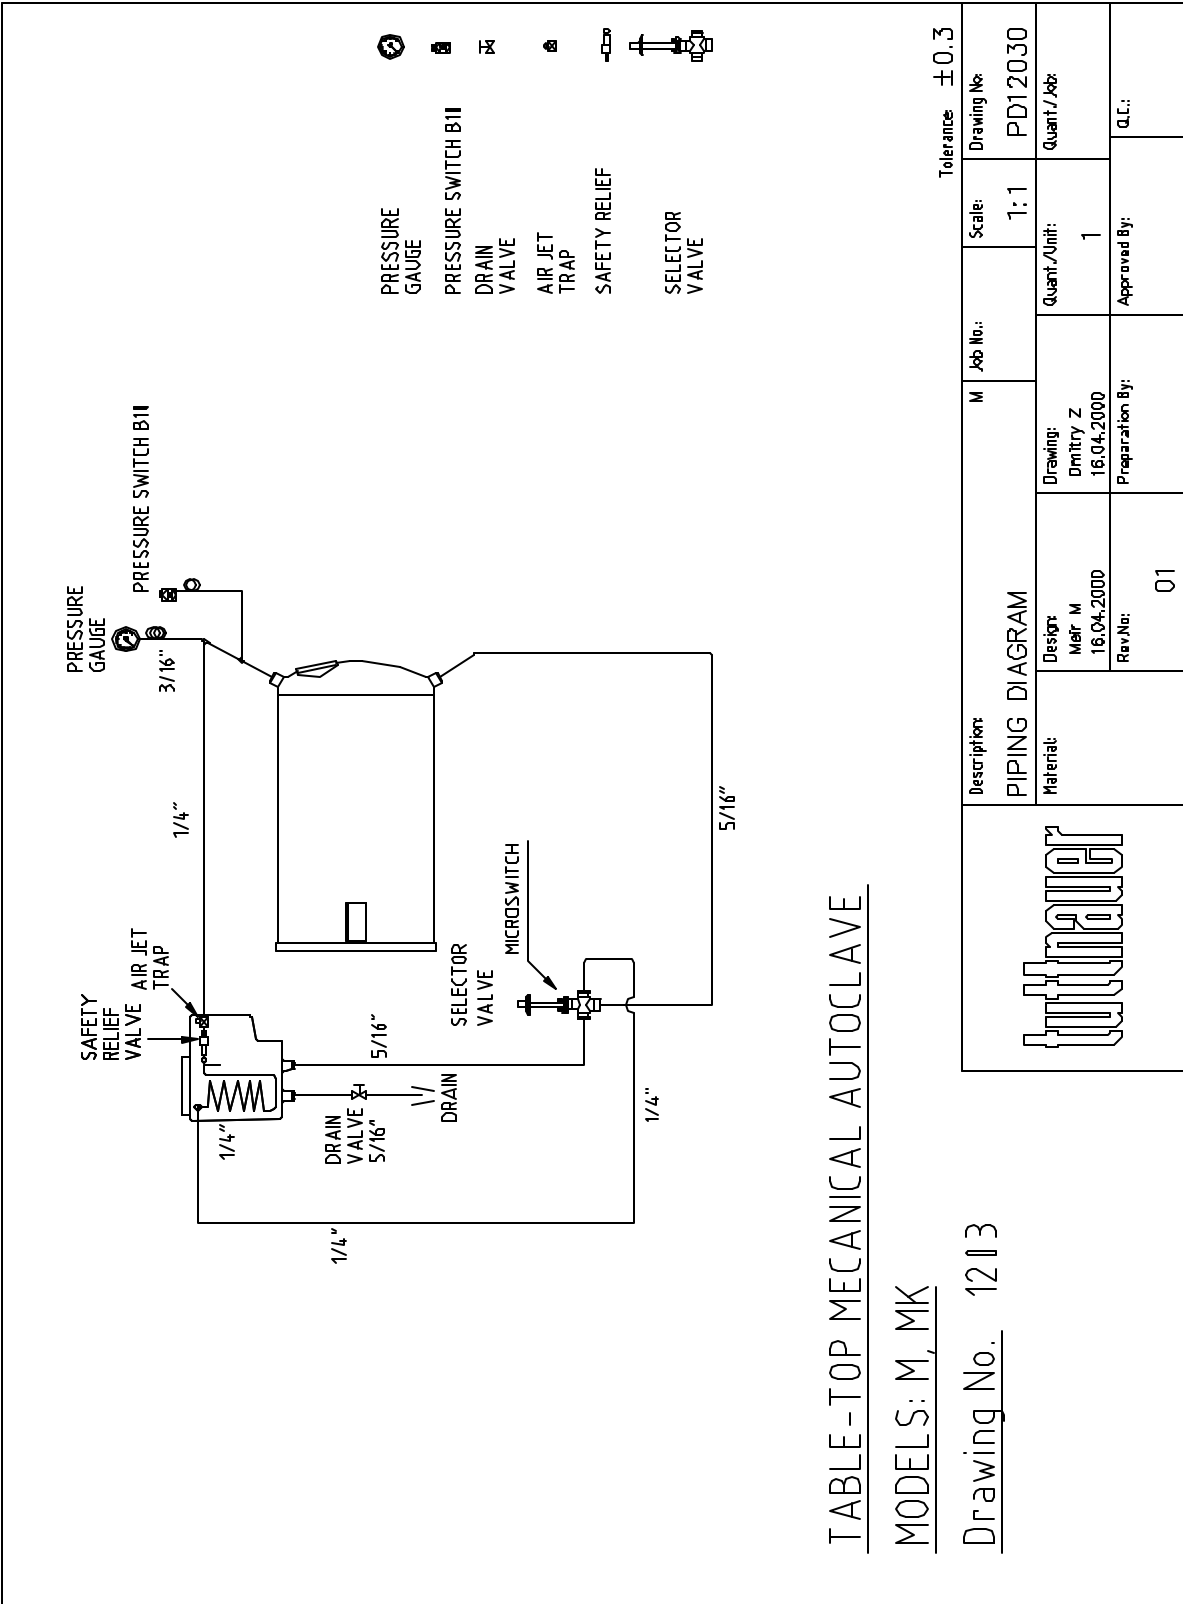 PRESSURE
GAUGE
PRESSURE SWITCH B11
3/16"
1/4"
SAFETY
RELIEF
VALVE
AIR JET
TRAP
1/4"
DRAIN
VALVE
5/16"
DRAIN
5/16"
SELECTOR
VALVE
MICROSWITCH
1/4"
1/4"
5/16"
PRESSURE
GAUGE
PRESSURE SWITCH B11
DRAIN
VALVE
AIR JET
TRAP
SAFETY RELIEF
SELECTOR
VALVE
TABLE-TOP MECANICAL AUTOCLAVE
MODELS: M, MK
Drawing No.
Tolerance: ±0.3
tuttnauer
Description:
M
PIPING DIAGRAM
Job No.:
Scale:
1:1
Drawing No:
PD12030
Material:
Design:
Meir M
16.04.2000
Drawing:
Dmitry Z
16.04.2000
Quant./Unit:
1
Quant./Job:
Rev.No:
01
Preparation By:
Approved By:
Q.C.: